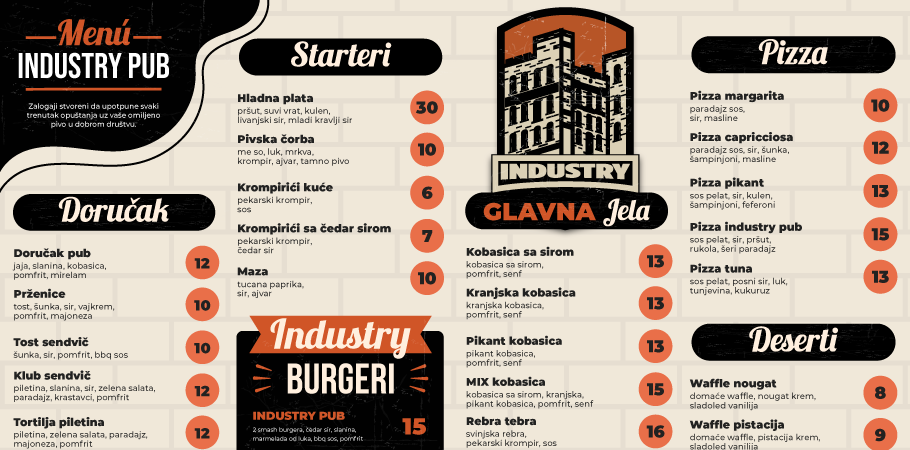 Menú
INDUSTRY PUB
Zalogaji stvoreni da upotpune svaki
trenutak opuštanja uz vaše omiljeno
pivo u dobrom društvu.
Doručak
Doručak pub 12
jaja, slanina, kobasica,
pomfrit, mirelam
Prženice 10
tost, šunka, sir, vajkrem,
pomfrit, majoneza
Tost sendvič 10
šunka, sir, pomfrit, bbq sos
Klub sendvič 12
piletina, slanina, sir, zelena salata,
paradajz, krastavci, pomfrit
Tortilja piletina 12
piletina, zelena salata, paradajz,
majoneza, pomfrit
Starteri
Hladna plata 30
pršut, suvi vrat, kulen,
livanjski sir, mladi kravlji sir
Pivska čorba 10
me so, luk, mrkva,
krompir, ajvar, tamno pivo
Krompirići kuće 6
pekarski krompir,
sos
Krompirići sa čedar sirom 7
pekarski krompir,
čedar sir
Maza 10
tucana paprika,
sir, ajvar
Industry
BURGERI
INDUSTRY PUB 15
2 smash burgera, čedar sir, slanina,
marmelada od luka, bbq sos, pomfrit
INDUSTRY
GLAVNA Jela
Kobasica sa sirom 13
kobasica sa sirom,
pomfrit, senf
Kranjska kobasica 13
kranjska kobasica,
pomfrit, senf
Pikant kobasica 13
pikant kobasica,
pomfrit, senf
MIX kobasica 15
kobasica sa sirom, kranjska,
pikant kobasica, pomfrit, senf
Rebra tebra 16
svinjska rebra,
pekarski krompir, sos
Pizza
Pizza margarita 10
paradajz sos,
sir, masline
Pizza capricciosa 12
paradajz sos, sir, šunka,
šampinjoni, masline
Pizza pikant 13
sos pelat, sir, kulen,
šampinjoni, feferoni
Pizza industry pub 15
sos pelat, sir, pršut,
rukola, šeri paradajz
Pizza tuna 13
sos pelat, posni sir, luk,
tunjevina, kukuruz
Deserti
Waffle nougat 8
domaće waffle, nougat krem,
sladoled vanilija
Waffle pistacija 9
domaće waffle, pistacija krem,
sladoled vanilija